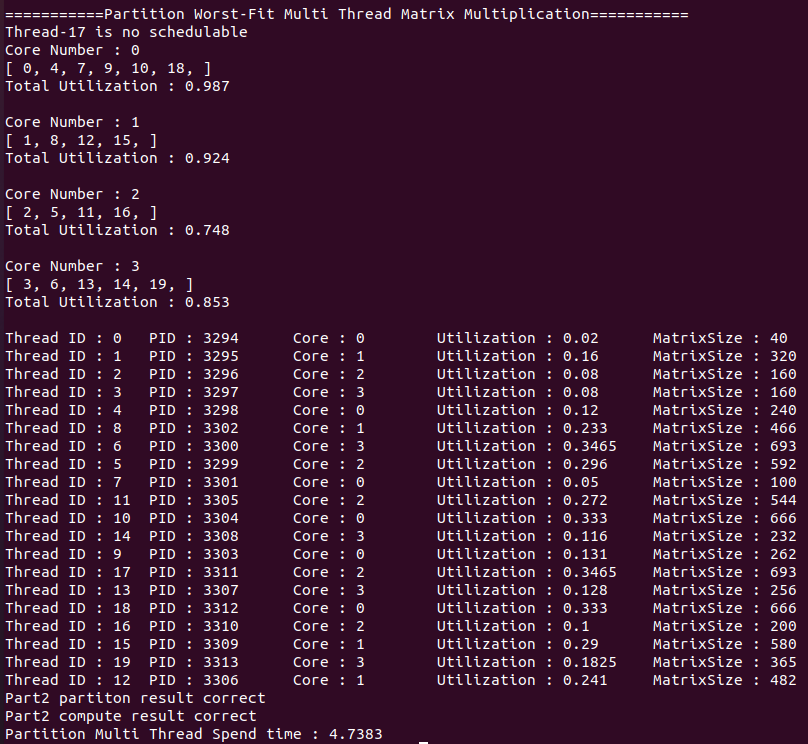 ===========Partition Worst-Fit Multi Thread Matrix Multiplication===========
Thread-17 is no schedulable
Core Number : 0
[ 0, 4, 7, 9, 10, 18, ]
Total Utilization : 0.987

Core Number : 1
[ 1, 8, 12, 15, ]
Total Utilization : 0.924

Core Number : 2
[ 2, 5, 11, 16, ]
Total Utilization : 0.748

Core Number : 3
[ 3, 6, 13, 14, 19, ]
Total Utilization : 0.853

Thread ID : 0   PID : 3294      Core : 0        Utilization : 0.02      MatrixSize : 40
Thread ID : 1   PID : 3295      Core : 1        Utilization : 0.16      MatrixSize : 320
Thread ID : 2   PID : 3296      Core : 2        Utilization : 0.08      MatrixSize : 160
Thread ID : 3   PID : 3297      Core : 3        Utilization : 0.08      MatrixSize : 160
Thread ID : 4   PID : 3298      Core : 0        Utilization : 0.12      MatrixSize : 240
Thread ID : 8   PID : 3302      Core : 1        Utilization : 0.233     MatrixSize : 466
Thread ID : 6   PID : 3300      Core : 3        Utilization : 0.3465    MatrixSize : 693
Thread ID : 5   PID : 3299      Core : 2        Utilization : 0.296     MatrixSize : 592
Thread ID : 7   PID : 3301      Core : 0        Utilization : 0.05      MatrixSize : 100
Thread ID : 11  PID : 3305      Core : 2        Utilization : 0.272     MatrixSize : 544
Thread ID : 10  PID : 3304      Core : 0        Utilization : 0.333     MatrixSize : 666
Thread ID : 14  PID : 3308      Core : 3        Utilization : 0.116     MatrixSize : 232
Thread ID : 9   PID : 3303      Core : 0        Utilization : 0.131     MatrixSize : 262
Thread ID : 17  PID : 3311      Core : 2        Utilization : 0.3465    MatrixSize : 693
Thread ID : 13  PID : 3307      Core : 3        Utilization : 0.128     MatrixSize : 256
Thread ID : 18  PID : 3312      Core : 0        Utilization : 0.333     MatrixSize : 666
Thread ID : 16  PID : 3310      Core : 2        Utilization : 0.1       MatrixSize : 200
Thread ID : 15  PID : 3309      Core : 1        Utilization : 0.29      MatrixSize : 580
Thread ID : 19  PID : 3313      Core : 3        Utilization : 0.1825    MatrixSize : 365
Thread ID : 12  PID : 3306      Core : 1        Utilization : 0.241     MatrixSize : 482
Part2 partiton result correct
Part2 compute result correct
Partition Multi Thread Spend time : 4.7383